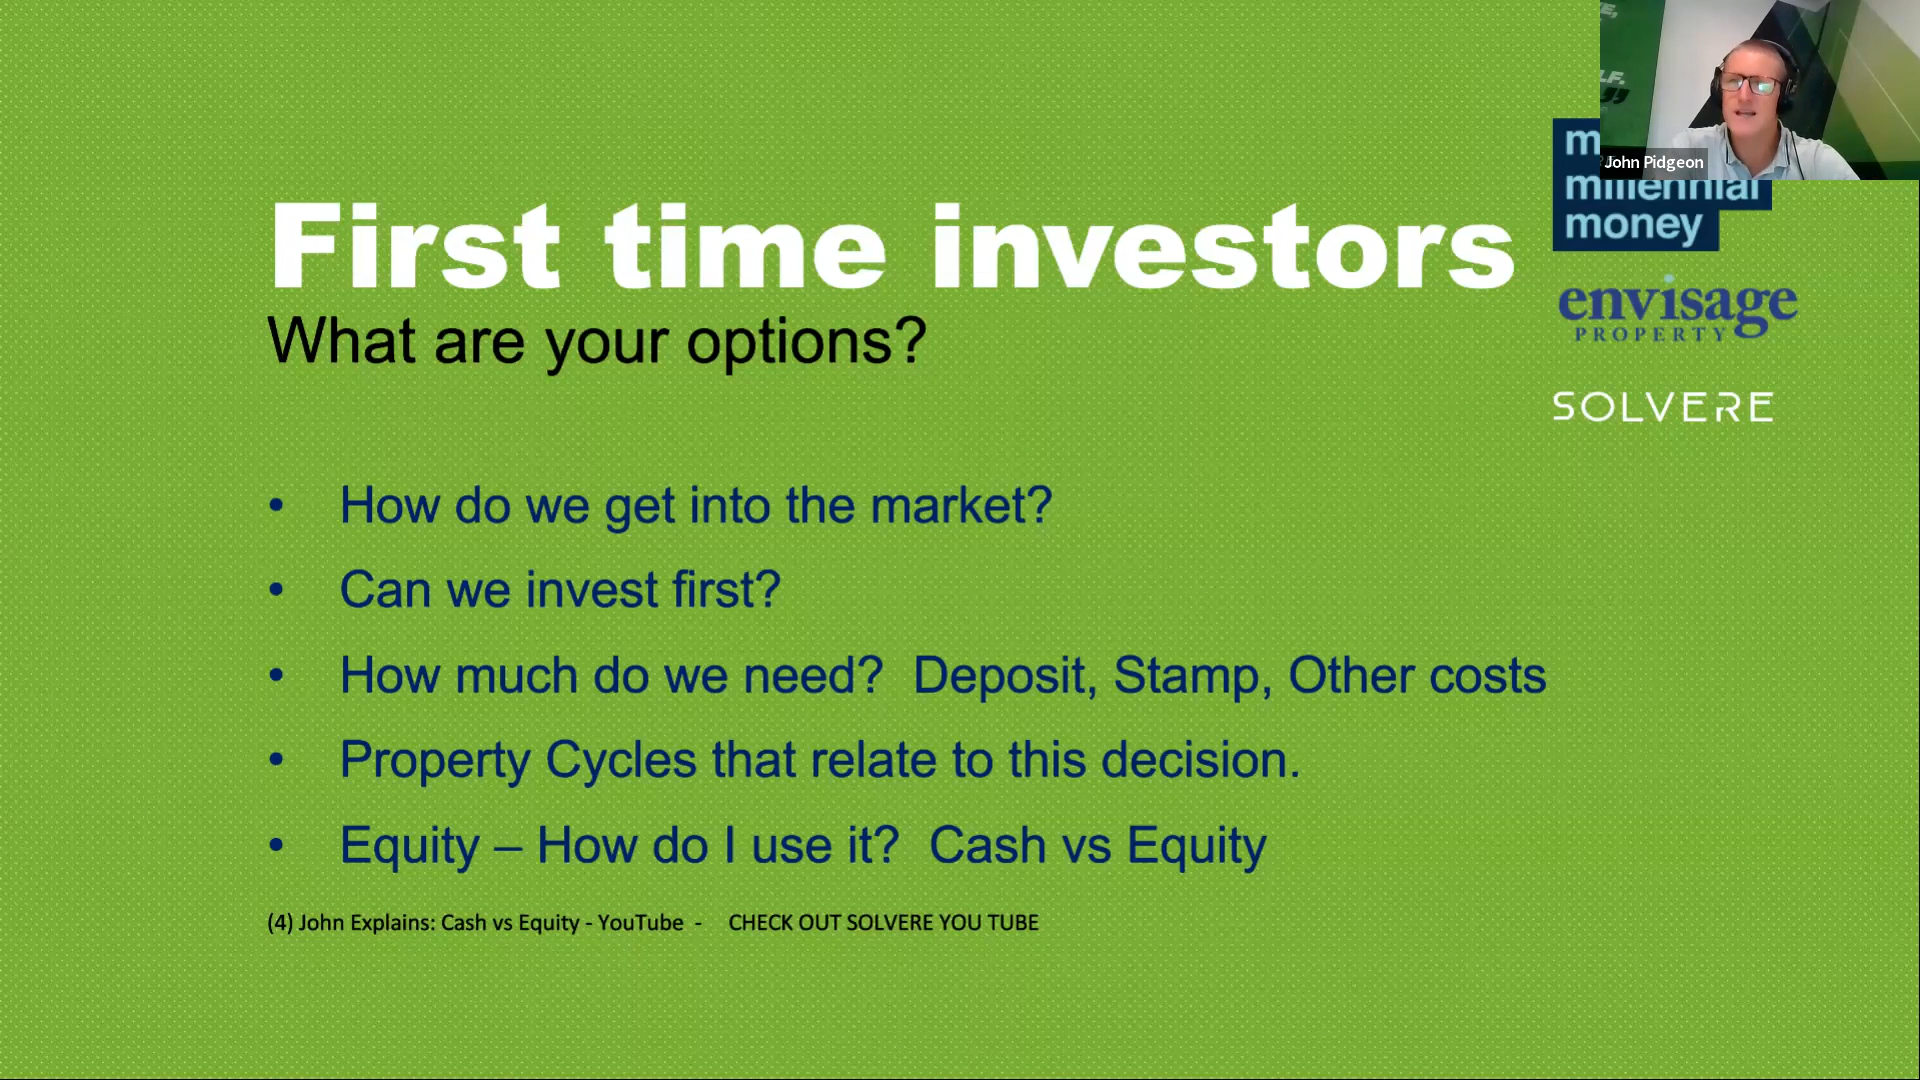 First time investors
What are your options?
• How do we get into the market?
• Can we invest first?
• How much do we need? Deposit, Stamp, Other costs
• Property Cycles that relate to this decision.
• Equity – How do I use it? Cash vs Equity
(4) John Explains: Cash vs Equity - YouTube - CHECK OUT SOLVERE YOU TUBE
LF.
John Pidgeon
millennial
money
envisage
PROPERTY
SOLVERE